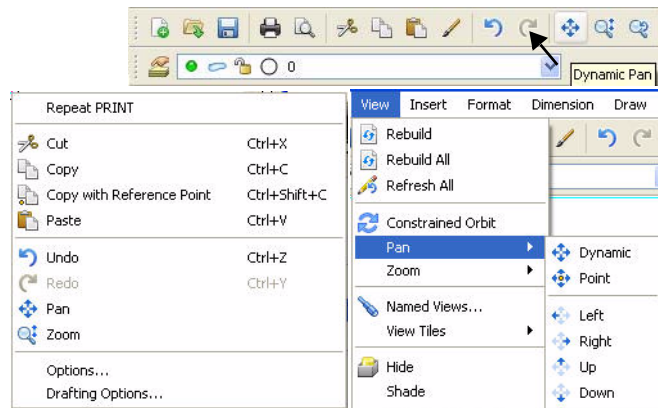 0
Dynamic Pan
Repeat PRINT
Cut Ctrl+X
Copy Ctrl+C
Copy with Reference Point Ctrl+Shift+C
Paste Ctrl+V
Undo Ctrl+Z
Redo Ctrl+Y
Pan
Zoom
Options...
Drafting Options...
View Insert Format Dimension Draw
Rebuild
Rebuild All
Refresh All
Constrained Orbit
Pan
Zoom
Named Views...
View Tiles
Hide
Shade
Dynamic
Point
Left
Right
Up
Down